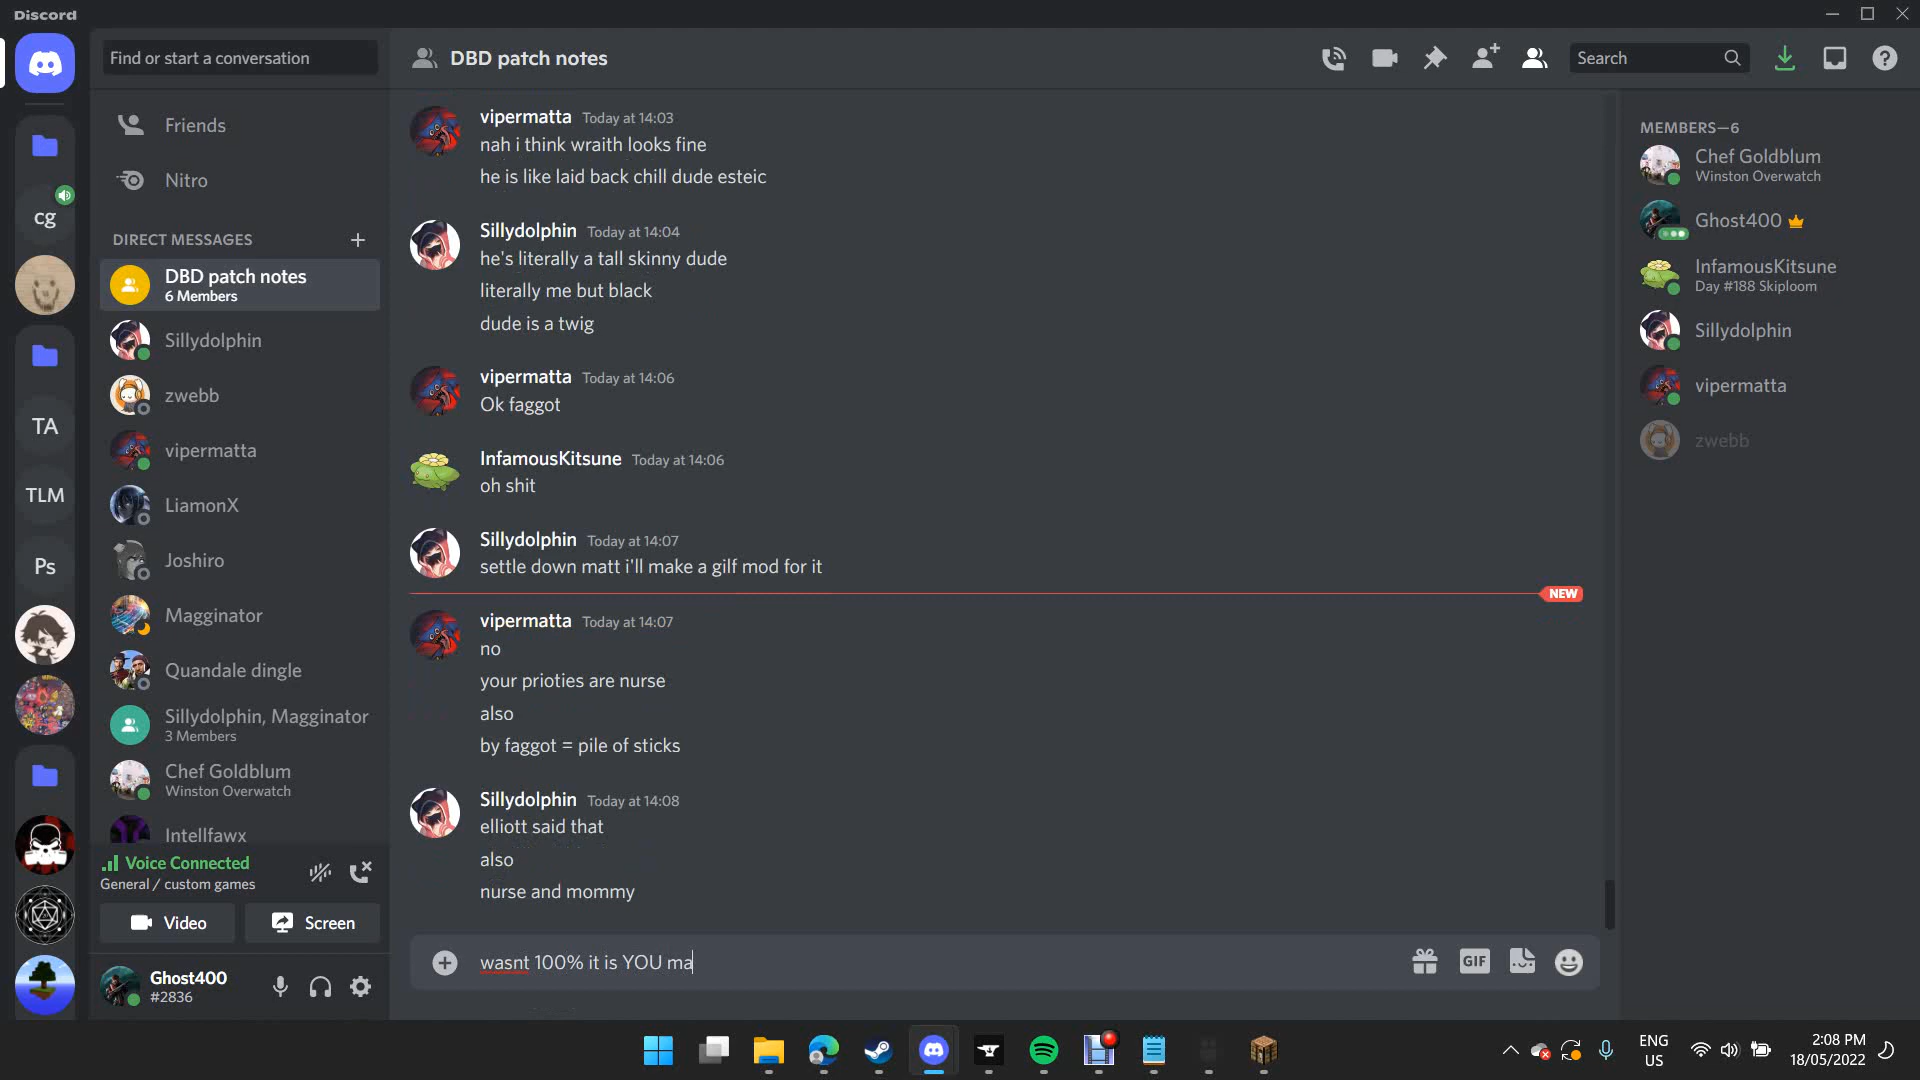 Discord
Find or start a conversation
DBD patch notes
Search
Friends
Nitro
DIRECT MESSAGES
DBD patch notes
6 Members
Sillydolphin
zwebb
vipermatta
LiamonX
Joshiro
Magginator
Quandale dingle
Sillydolphin, Magginator
3 Members
Chef Goldblum
Winston Overwatch
Intellfawx
Voice Connected
General / custom games
Video
Screen
Ghost400
#2836
cg
TA
TLM
Ps
vipermatta Today at 14:03
nah i think wraith looks fine
he is like laid back chill dude esteic
Sillydolphin Today at 14:04
he's literally a tall skinny dude
literally me but black
dude is a twig
vipermatta Today at 14:06
Ok faggot
InfamousKitsune Today at 14:06
oh shit
Sillydolphin Today at 14:07
settle down matt i'll make a gilf mod for it
NEW
vipermatta Today at 14:07
no
your prioties are nurse
also
by faggot = pile of sticks
Sillydolphin Today at 14:08
elliott said that
also
nurse and mommy
wasnt 100% it is YOU ma
GIF
MEMBERS—6
Chef Goldblum
Winston Overwatch
Ghost400
InfamousKitsune
Day #188 Skiploom
Sillydolphin
vipermatta
zwebb
ENG
US
2:08 PM
18/05/2022